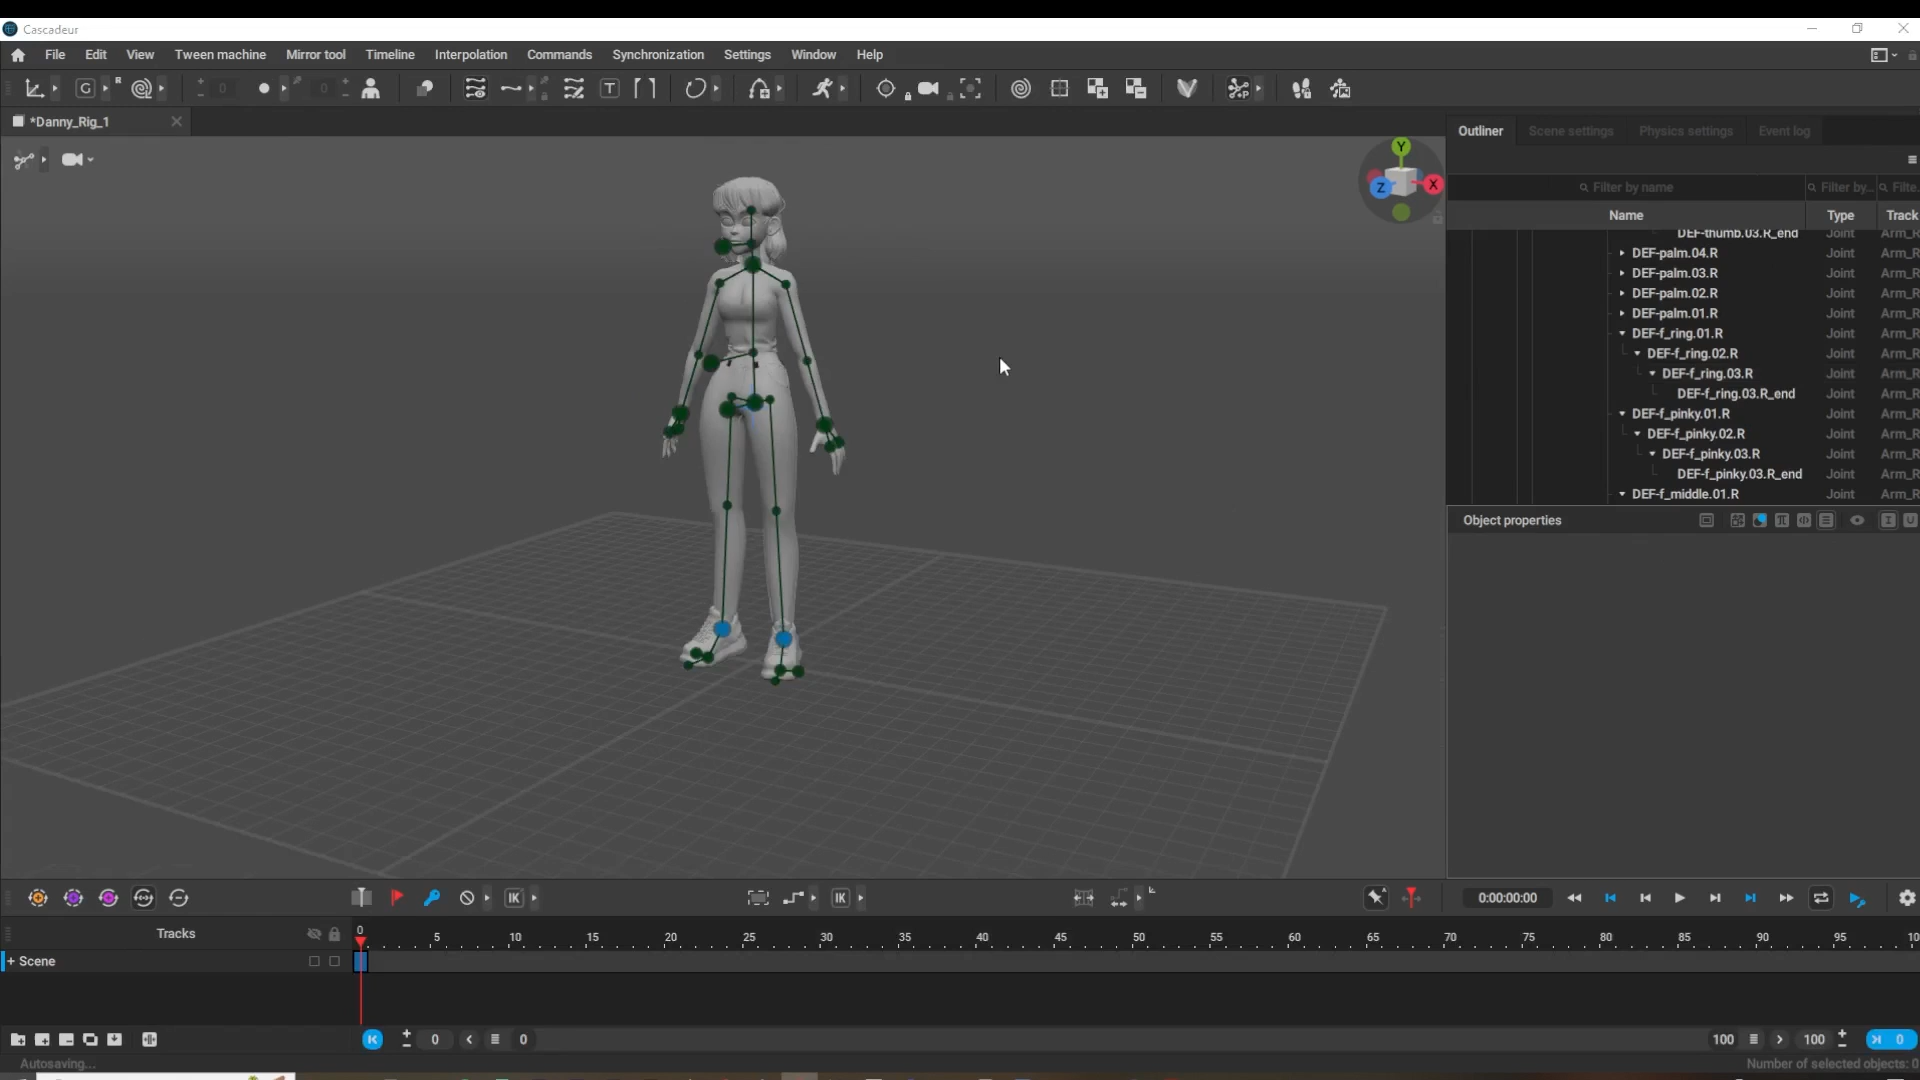 Cascadeur
File Edit View Tween machine Mirror tool Timeline Interpolation Commands Synchronization Settings Window Help
G R 0 0 T P
*Danny_Rig_1
Outliner Scene settings Physics settings Event log
Y
Z X
Filter by name Filter by... Filte...
Name Type Track
DEF-thumb.03.R_end Joint Arm_R
DEF-palm.04.R Joint Arm_R
DEF-palm.03.R Joint Arm_R
DEF-palm.02.R Joint Arm_R
DEF-palm.01.R Joint Arm_R
DEF-f_ring.01.R Joint Arm_R
DEF-f_ring.02.R Joint Arm_R
DEF-f_ring.03.R Joint Arm_R
DEF-f_ring.03.R_end Joint Arm_R
DEF-f_pinky.01.R Joint Arm_R
DEF-f_pinky.02.R Joint Arm_R
DEF-f_pinky.03.R Joint Arm_R
DEF-f_pinky.03.R_end Joint Arm_R
DEF-f_middle.01.R Joint Arm_R
Object properties
IK IK 0:00:00:00
Tracks 0 5 10 15 20 25 30 35 40 45 50 55 60 65 70 75 80 85 90 95 10
+ Scene
0 0 100 100 0
Autosaving... Number of selected objects: 0